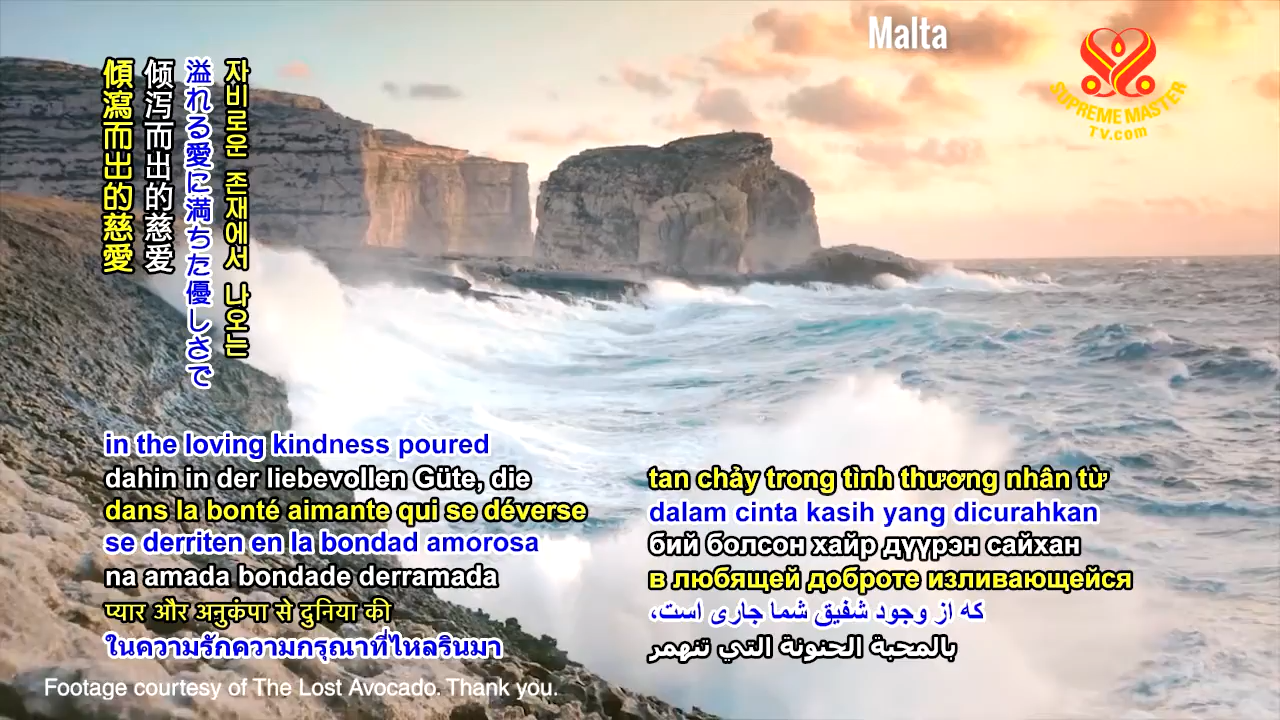 Malta
SUPREME MASTER
TV.com
傾瀉而出的慈愛
倾泻而出的慈爱
溢れる愛に満ちた優しさで
자비로운 존재에서 나오는
in the loving kindness poured
dahin in der liebevollen Güte, die
dans la bonté aimante qui se déverse
se derriten en la bondad amorosa
na amada bondade derramada
प्यार और अनुकंपा से दुनिया की
ในความรักความกรุณาที่ไหลรินมา
tan chảy trong tình thương nhân từ
dalam cinta kasih yang dicurahkan
бий болсон хайр дүүрэн сайхан
в любящей доброте изливающейся
که از وجود شفیق شما جاری است،
بالمحبة الحنونة التي تنهمر
Footage courtesy of The Lost Avocado. Thank you.